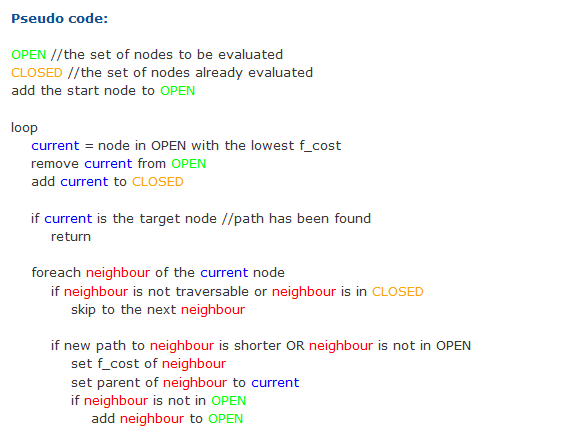 Pseudo code:
OPEN //the set of nodes to be evaluated
CLOSED //the set of nodes already evaluated
add the start node to OPEN
loop
current = node in OPEN with the lowest f_cost
remove current from OPEN
add current to CLOSED
if current is the target node //path has been found
return
foreach neighbour of the current node
if neighbour is not traversable or neighbour is in CLOSED
skip to the next neighbour
if new path to neighbour is shorter OR neighbour is not in OPEN
set f_cost of neighbour
set parent of neighbour to current
if neighbour is not in OPEN
add neighbour to OPEN